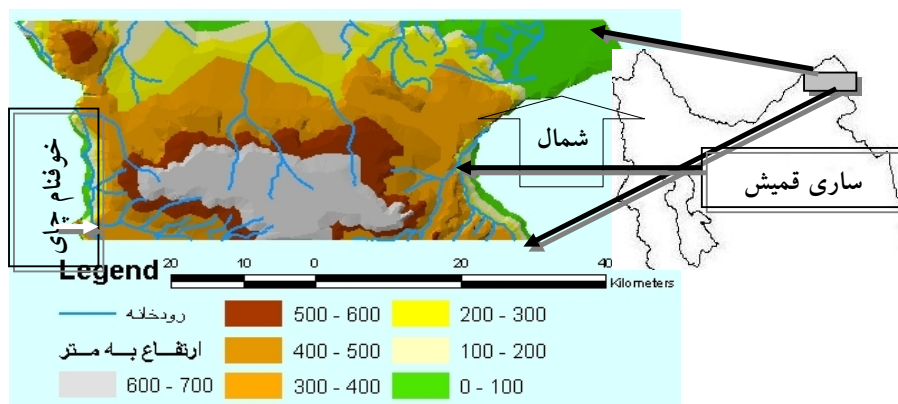 شمال
ساری قمیش
خوفنام چای
Legend
20 10 0 20 40
Kilometers
رودخانه
ارتفاع به متر
600 - 700
500 - 600
400 - 500
300 - 400
200 - 300
100 - 200
0 - 100